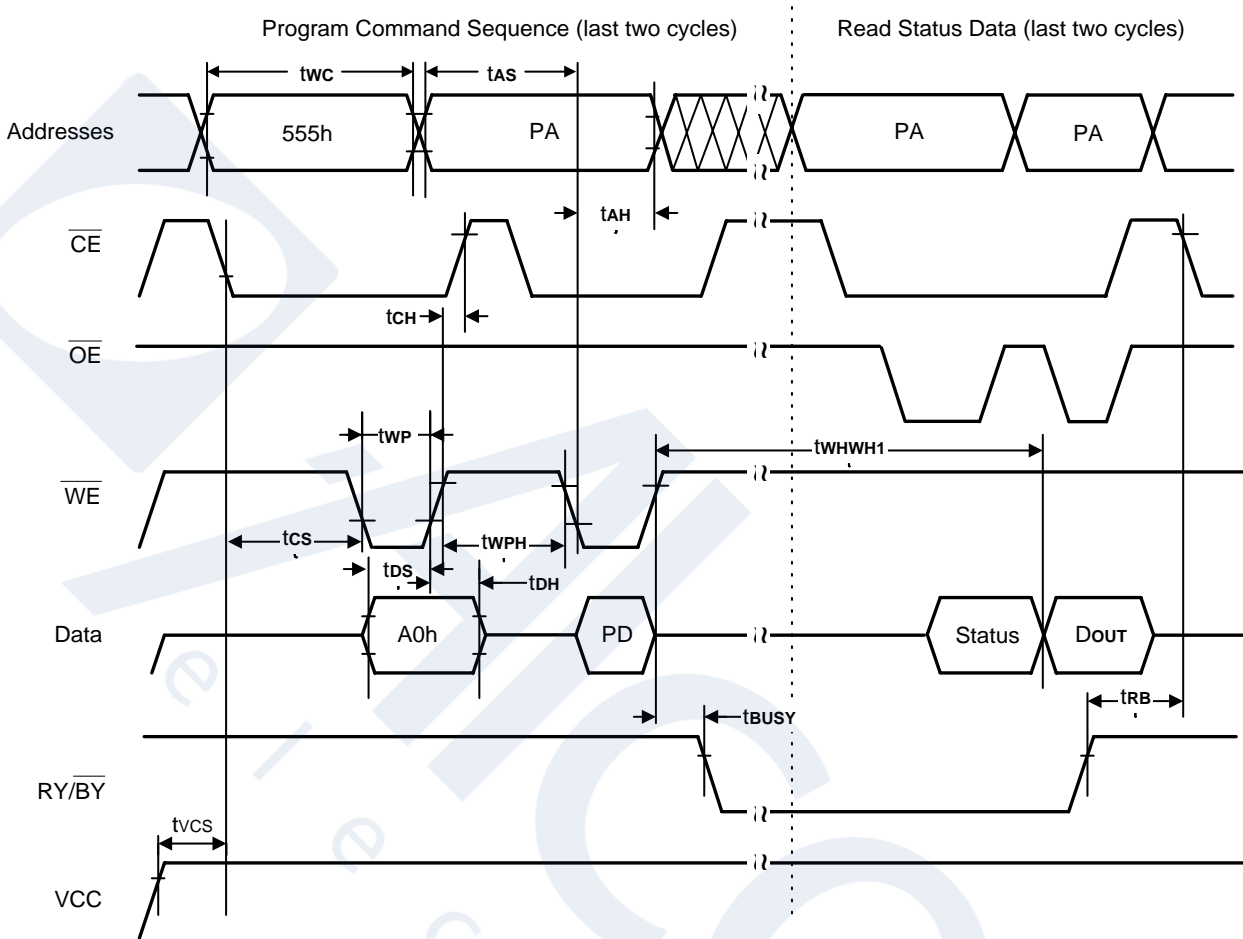 Program Command Sequence (last two cycles) Read Status Data (last two cycles)
tWC tAS
Addresses 555h PA PA PA
tAH
CE
tCH
OE
tWP tWHWH1
WE
tCS tWPH
tDS tDH
Data A0h PD Status DOUT
tBUSY tRB
RY/BY
tVCS
VCC